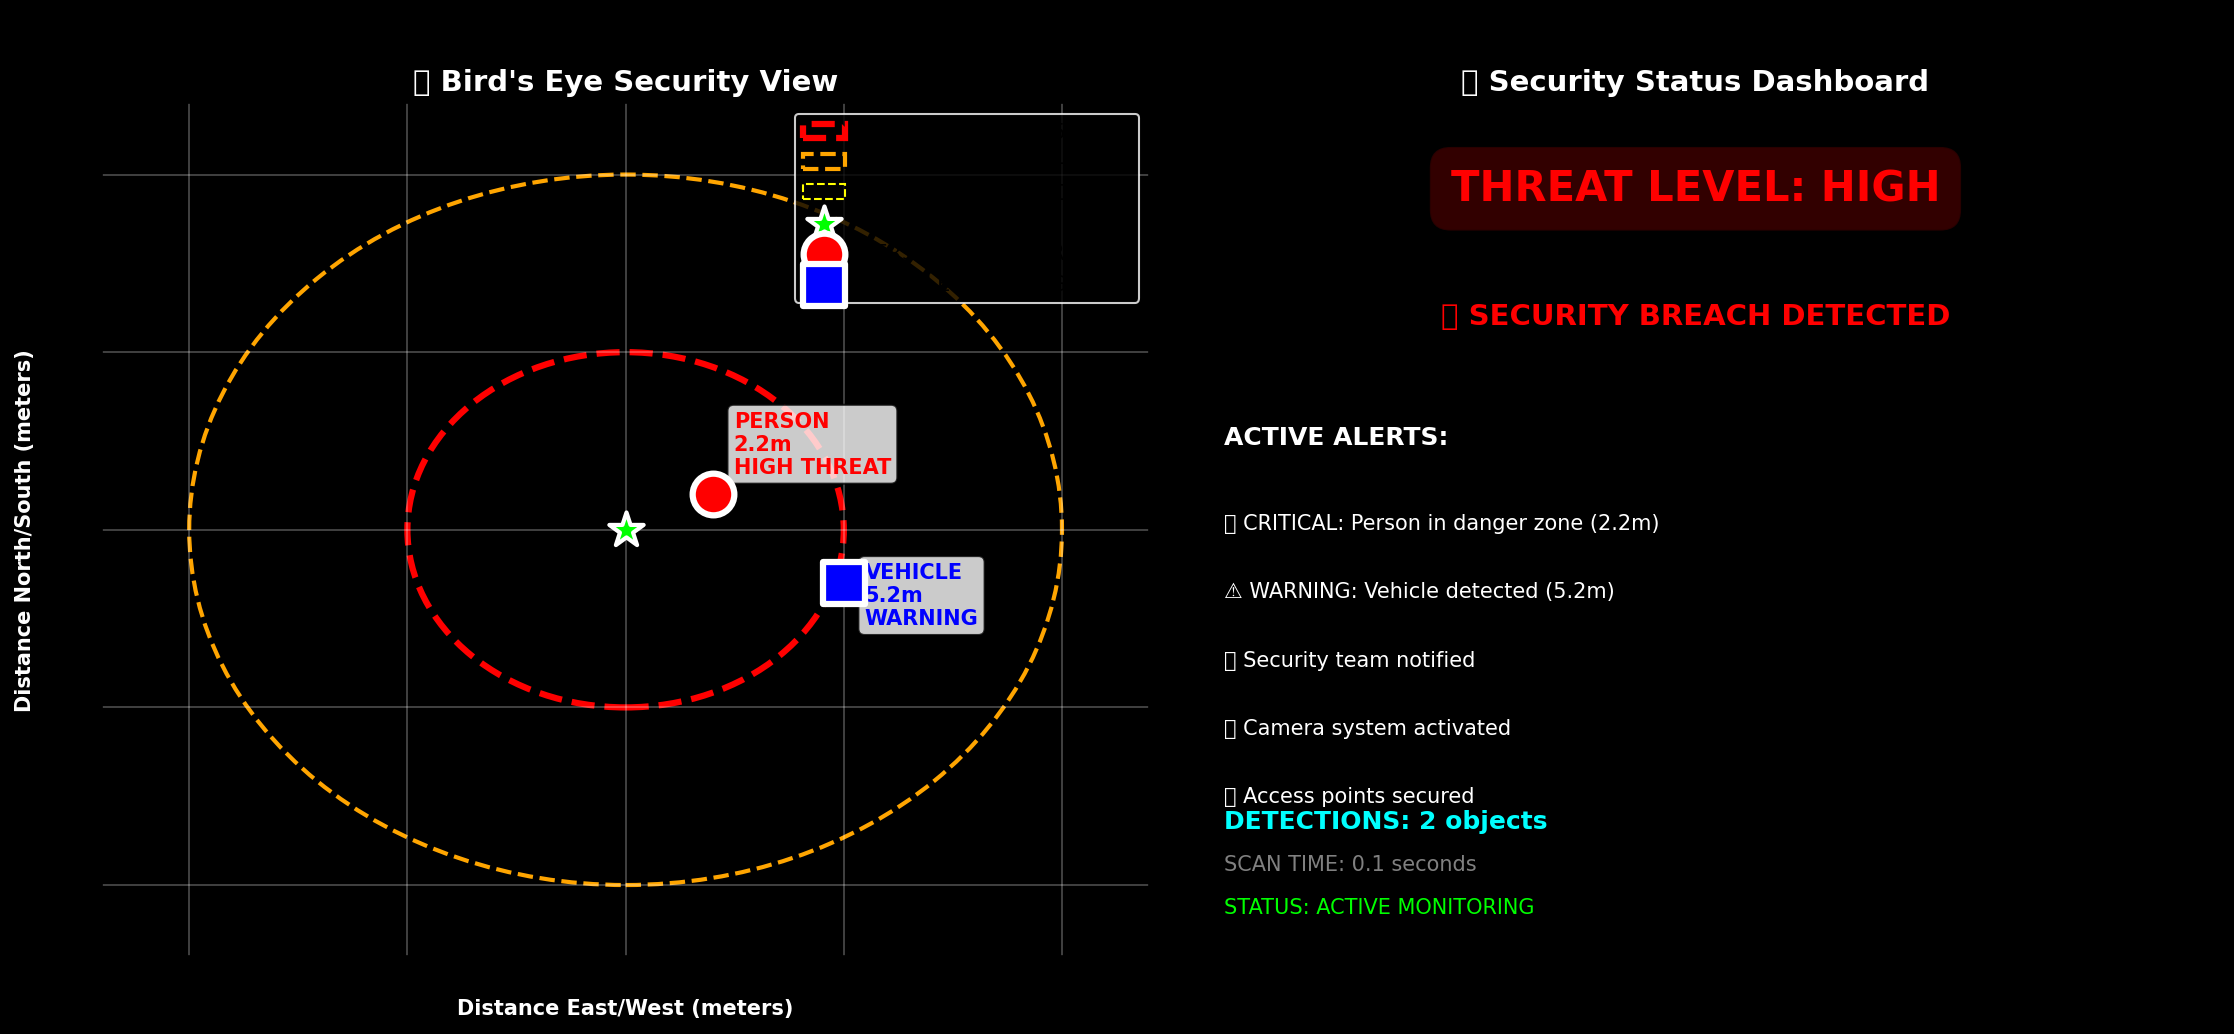 Bird's Eye Security View
PERSON
2.2m
HIGH THREAT
VEHICLE
5.2m
WARNING
Distance North/South (meters)
Distance East/West (meters)
Security Status Dashboard
THREAT LEVEL: HIGH
SECURITY BREACH DETECTED
ACTIVE ALERTS:
CRITICAL: Person in danger zone (2.2m)
⚠ WARNING: Vehicle detected (5.2m)
Security team notified
Camera system activated
Access points secured
DETECTIONS: 2 objects
SCAN TIME: 0.1 seconds
STATUS: ACTIVE MONITORING